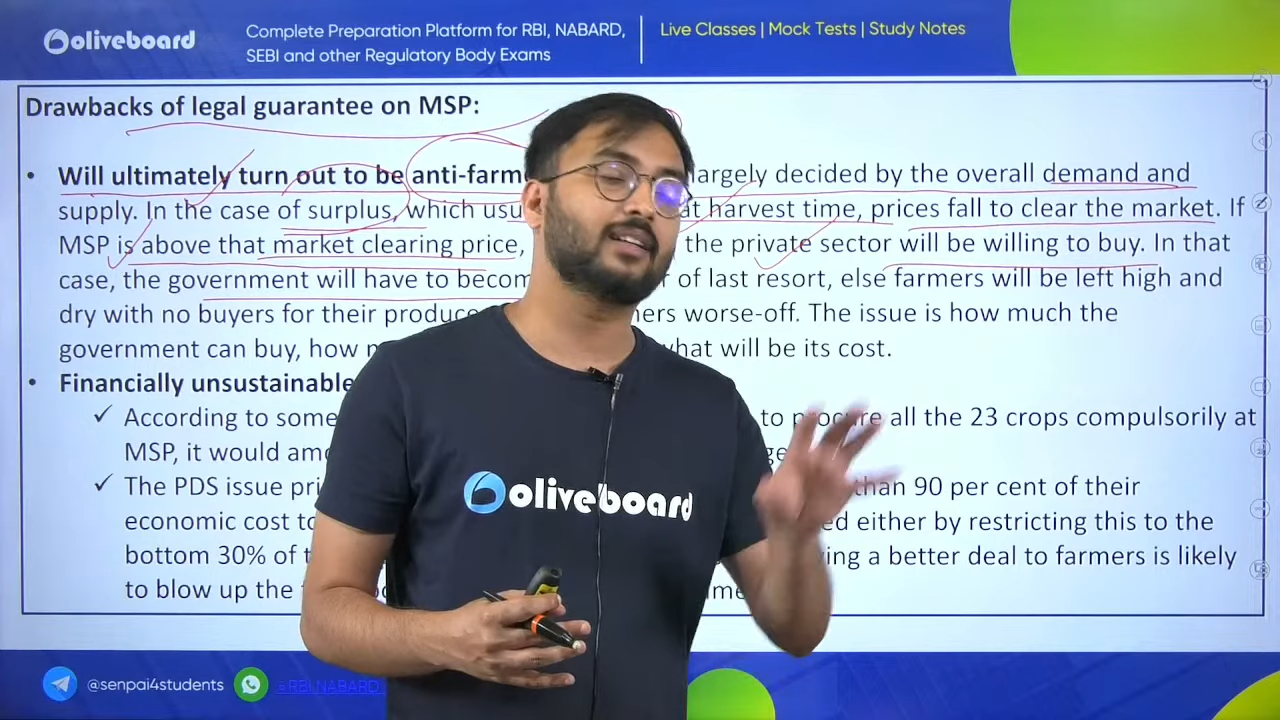 oliveboard
Complete Preparation Platform for RBI, NABARD,
SEBI and other Regulatory Body Exams
Live Classes | Mock Tests | Study Notes
Drawbacks of legal guarantee on MSP:
• Will ultimately turn out to be anti-farm largely decided by the overall demand and
supply. In the case of surplus, which usu at harvest time, prices fall to clear the market. If
MSP is above that market clearing price, the private sector will be willing to buy. In that
case, the government will have to becom of last resort, else farmers will be left high and
dry with no buyers for their produce worse-off. The issue is how much the
government can buy, how what will be its cost.
• Financially unsustainable
✓ According to some to procure all the 23 crops compulsorily at
MSP, it would
✓ The PDS issue than 90 per cent of their
economic cost either by restricting this to the
bottom 30% of a better deal to farmers is likely
to blow up the
oliveboard
@senpai4students
RBI NABARD